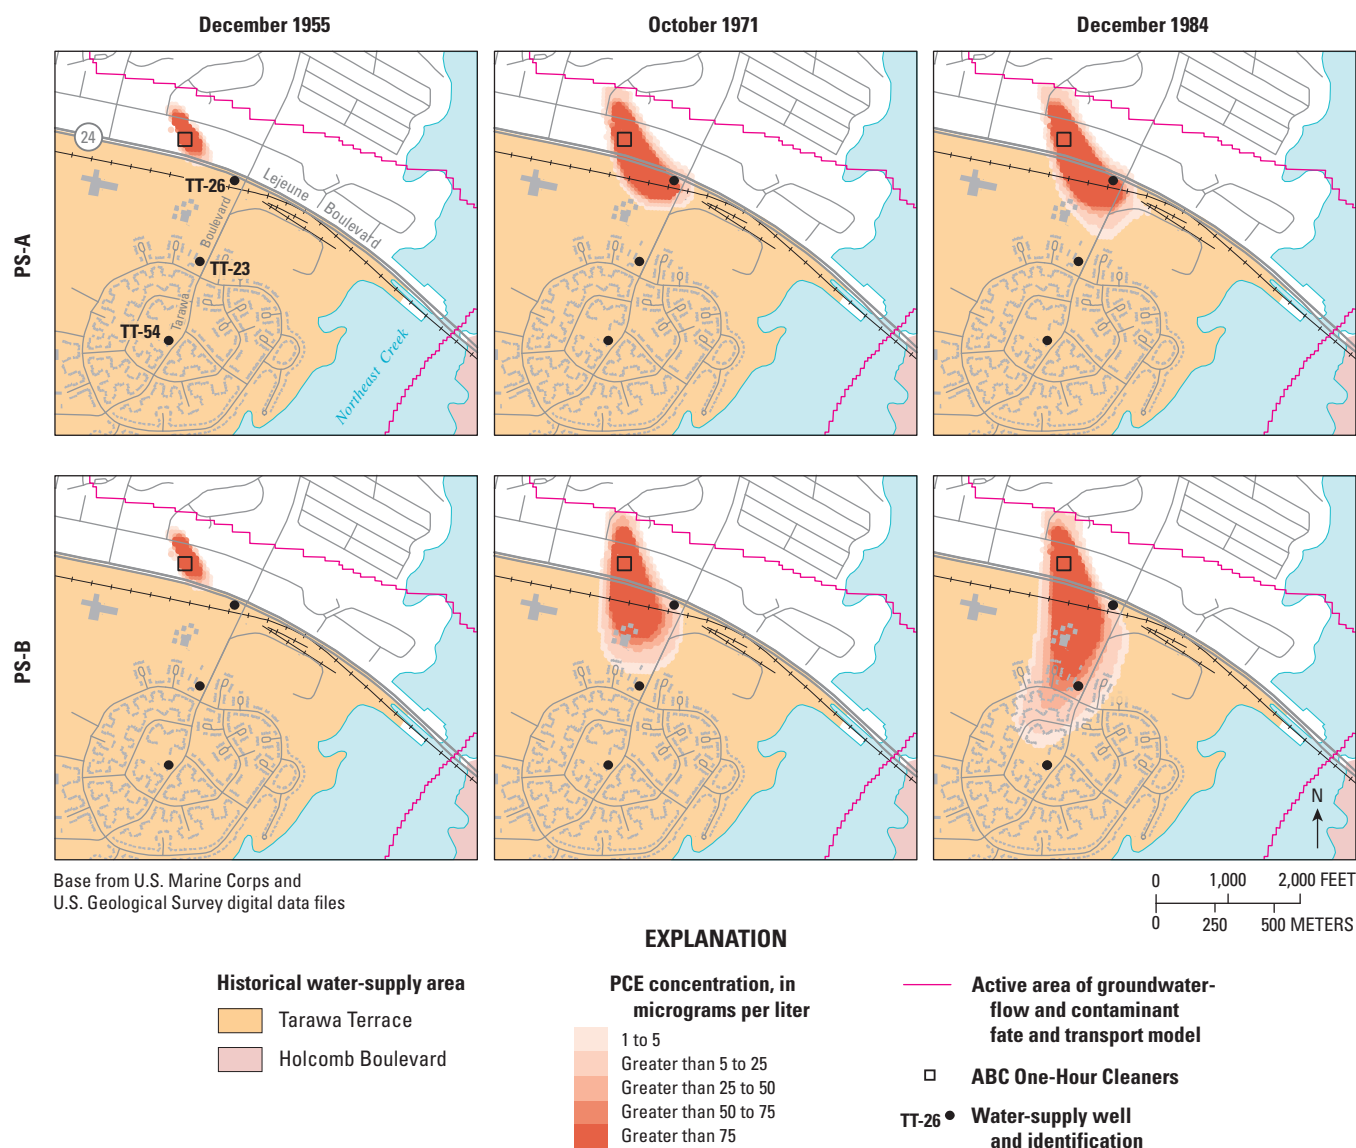 December 1955
October 1971
December 1984
PS-A
24
TT-26
Lejeune
Boulevard
Boulevard
TT-23
Tarawa
TT-54
Northeast Creek
PS-B
N
Base from U.S. Marine Corps and
U.S. Geological Survey digital data files
0 1,000 2,000 FEET
0 250 500 METERS
EXPLANATION
Historical water-supply area
Tarawa Terrace
Holcomb Boulevard
PCE concentration, in
micrograms per liter
1 to 5
Greater than 5 to 25
Greater than 25 to 50
Greater than 50 to 75
Greater than 75
Active area of groundwater-
flow and contaminant
fate and transport model
ABC One-Hour Cleaners
TT-26 Water-supply well
and identification